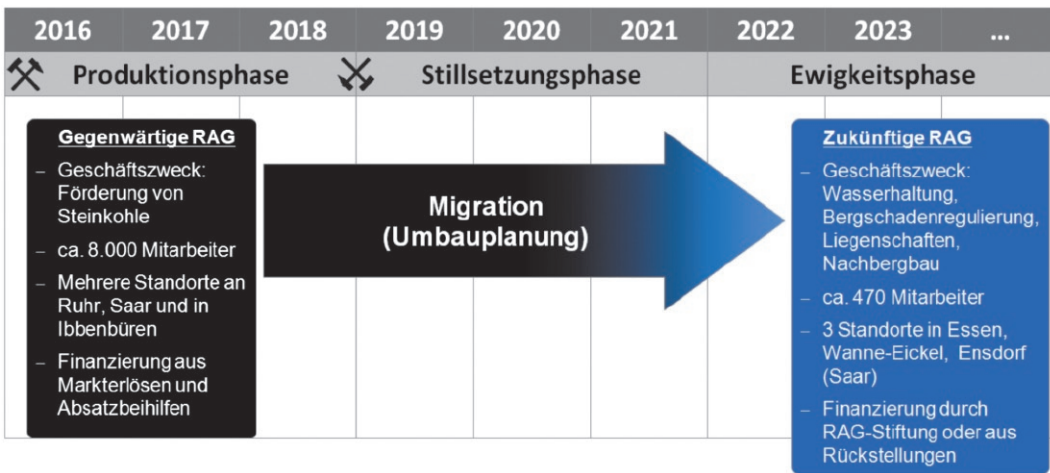 2016 2017 2018 2019 2020 2021 2022 2023 ...
Produktionsphase Stillsetzungsphase Ewigkeitsphase
Gegenwärtige RAG
– Geschäftszweck:
Förderung von
Steinkohle
– ca. 8.000 Mitarbeiter
– Mehrere Standorte an
Ruhr, Saar und in
Ibbenbüren
– Finanzierung aus
Markterlösen und
Absatzbeihilfen
Migration
(Umbauplanung)
Zukünftige RAG
– Geschäftszweck:
Wasserhaltung,
Bergschadenregulierung,
Liegenschaften,
Nachbergbau
– ca. 470 Mitarbeiter
– 3 Standorte in Essen,
Wanne-Eickel, Ensdorf
(Saar)
– Finanzierung durch
RAG-Stiftung oder aus
Rückstellungen